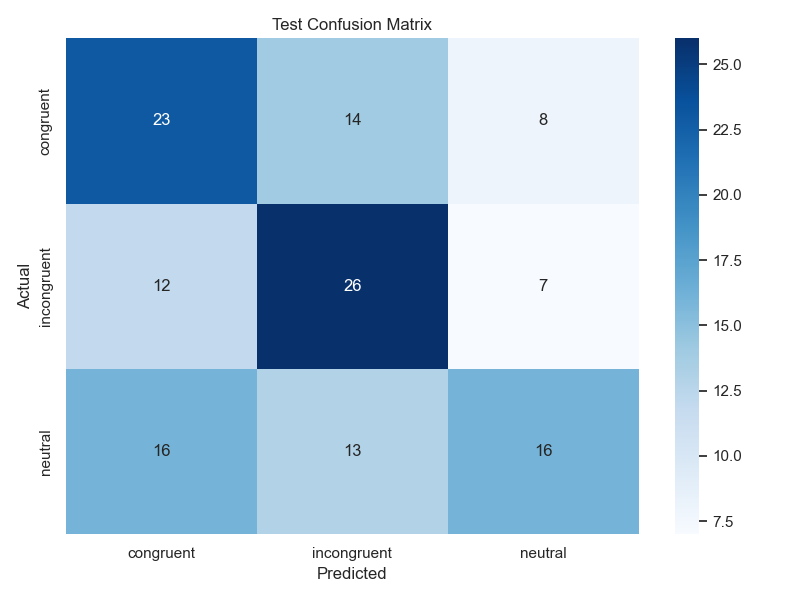 Test Confusion Matrix
Actual
congruent
23 14 8
incongruent
12 26 7
neutral
16 13 16
congruent incongruent neutral
Predicted
25.0
22.5
20.0
17.5
15.0
12.5
10.0
7.5